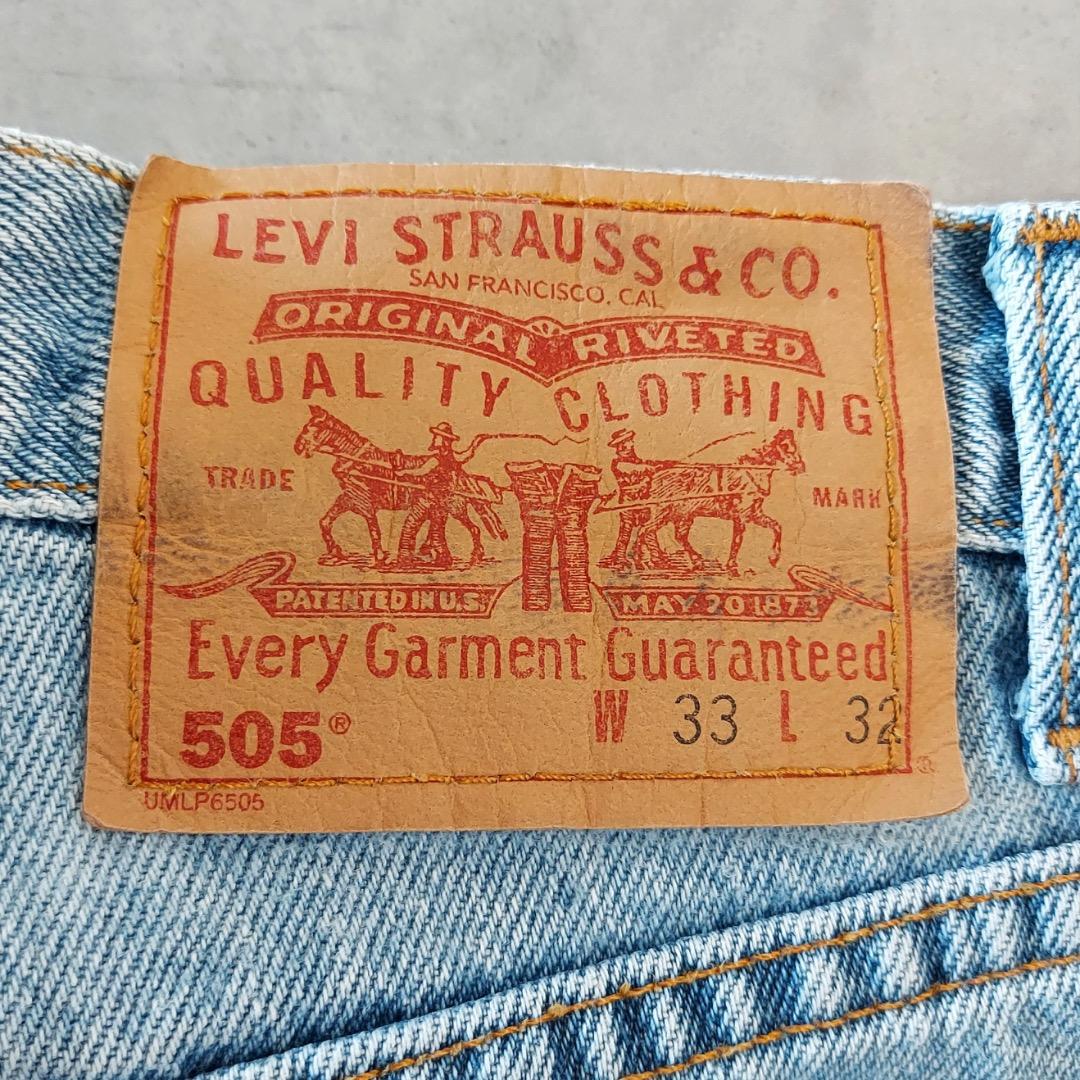 LEVI STRAUSS & CO.
SAN FRANCISCO, CAL
ORIGINAL RIVETED
QUALITY CLOTHING
TRADE MARK
PATENTED IN U.S. MAY 20 1873
Every Garment Guaranteed
505® W 33 L 32
®
UMLP6505